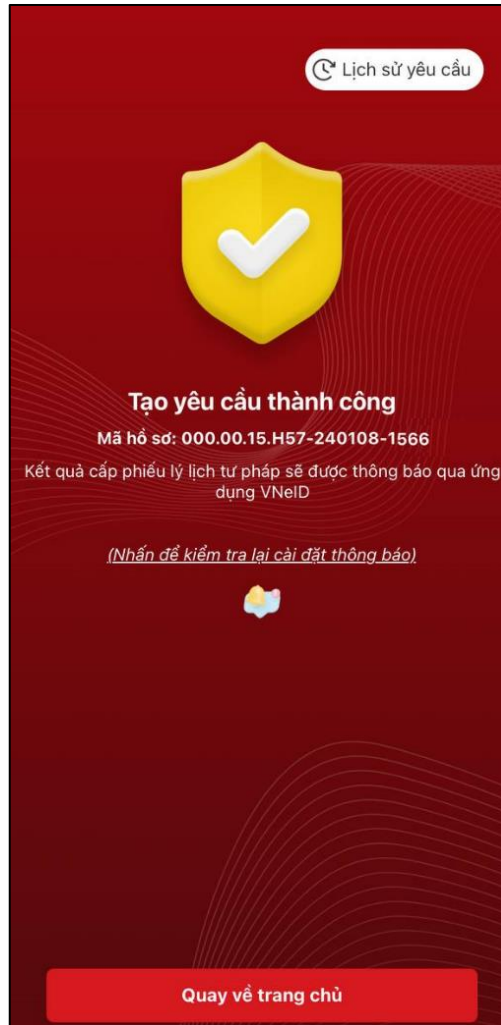 Lịch sử yêu cầu
Tạo yêu cầu thành công
Mã hồ sơ: 000.00.15.H57-240108-1566
Kết quả cấp phiếu lý lịch tư pháp sẽ được thông báo qua ứng
dụng VNeID
(Nhấn để kiểm tra lại cài đặt thông báo)
Quay về trang chủ